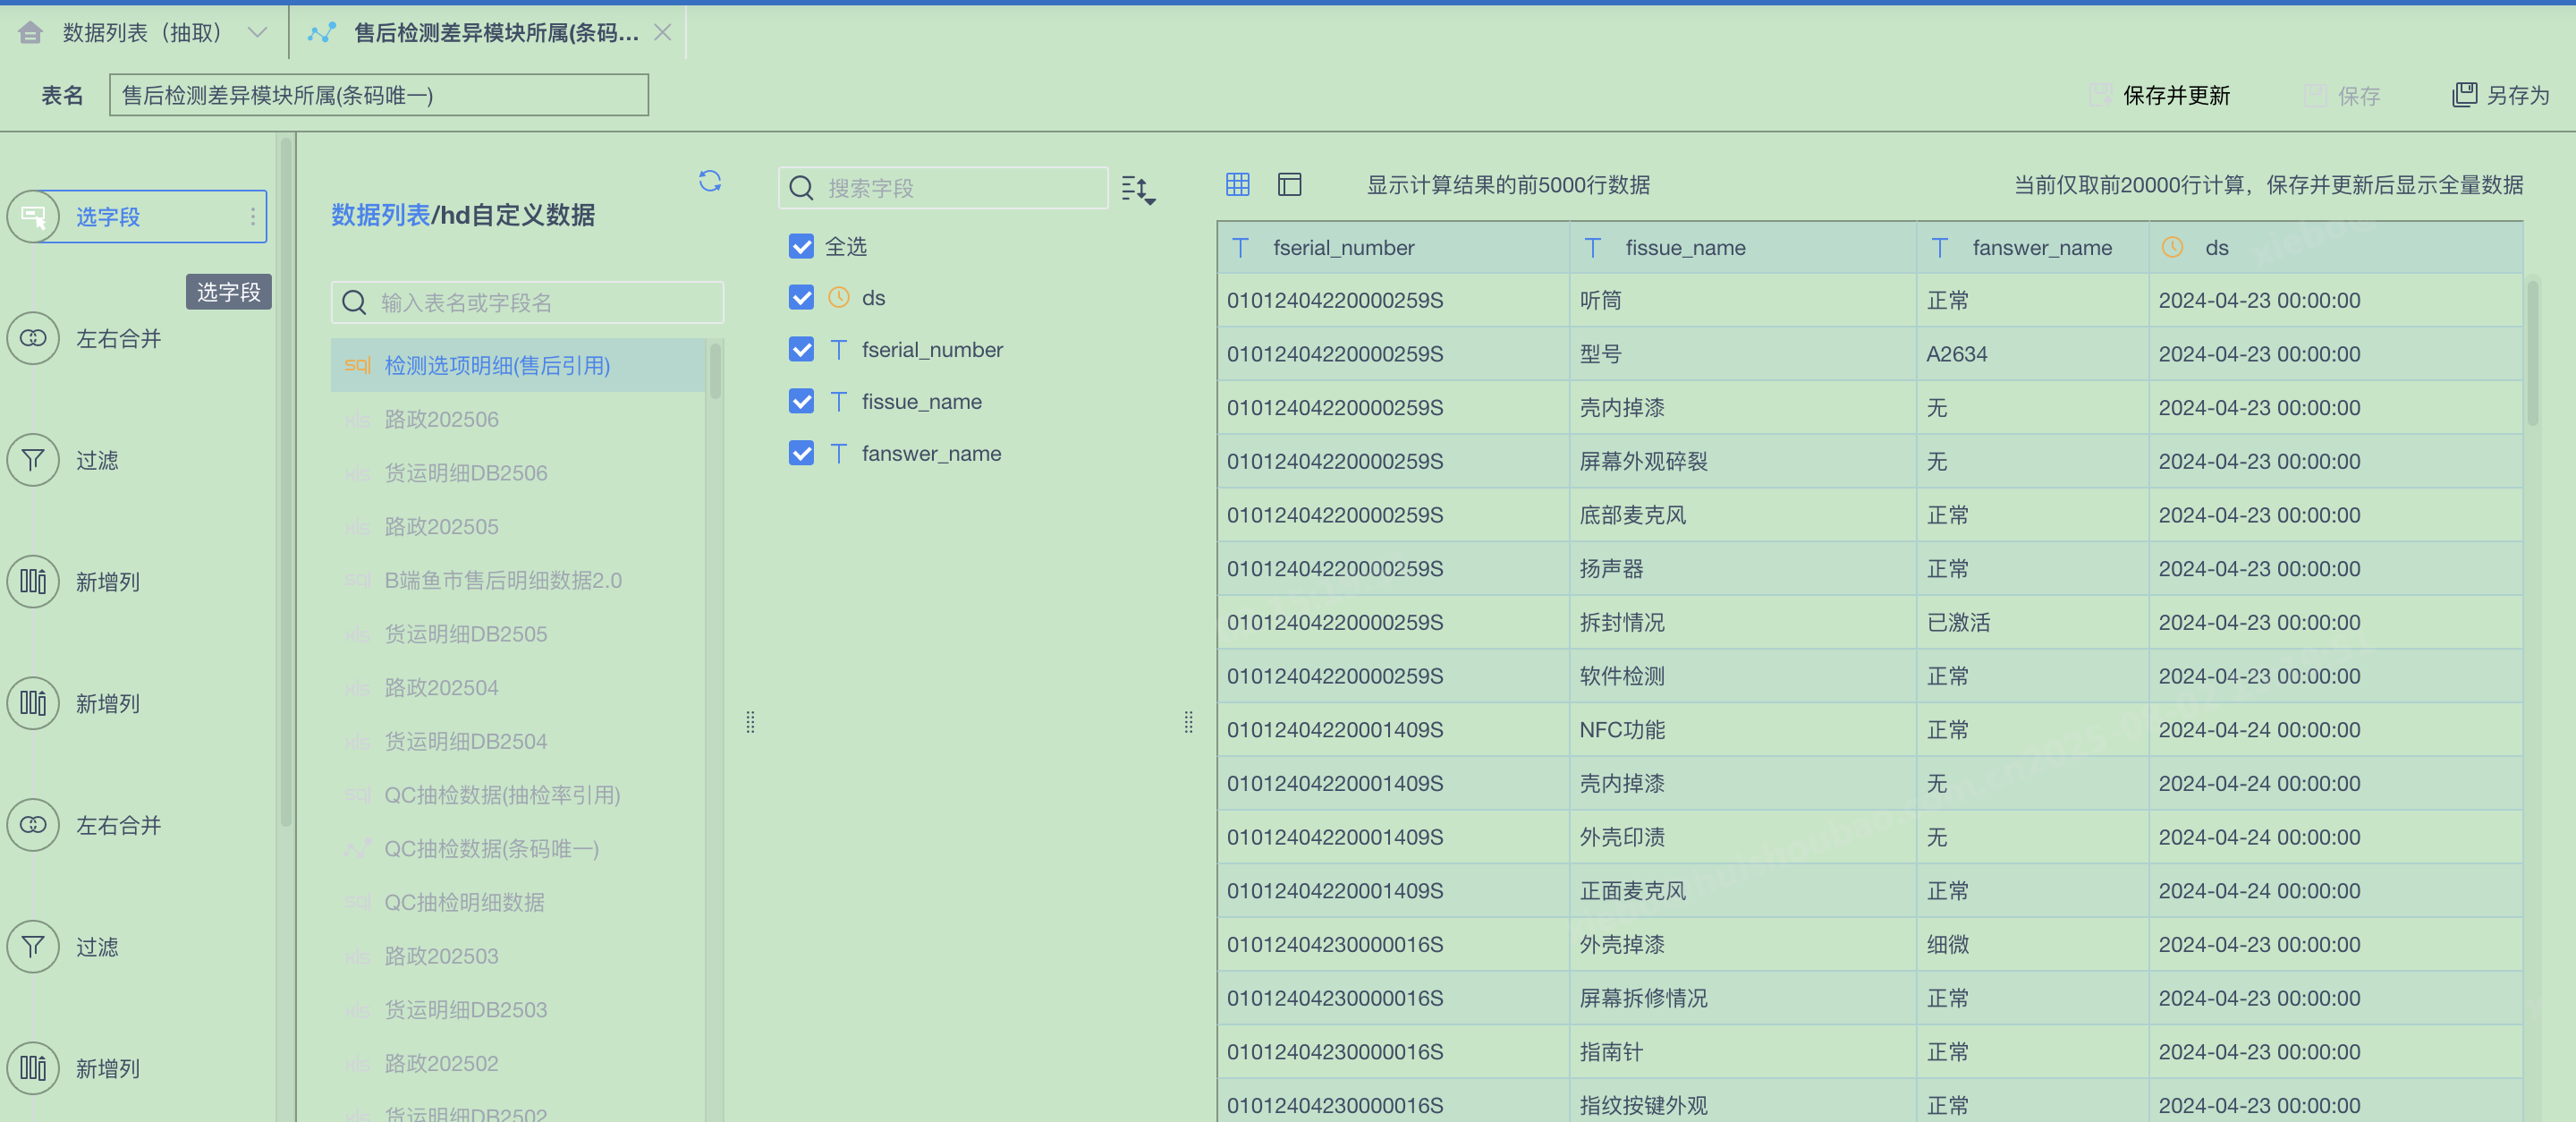 数据列表（抽取）
售后检测差异模块所属(条码...
表名
售后检测差异模块所属(条码唯一)
保存并更新
保存
另存为
选字段
选字段
左右合并
过滤
新增列
新增列
左右合并
过滤
新增列
数据列表/hd自定义数据
输入表名或字段名
sql 检测选项明细(售后引用)
xls 路政202506
xls 货运明细DB2506
xls 路政202505
sql B端鱼市售后明细数据2.0
xls 货运明细DB2505
xls 路政202504
xls 货运明细DB2504
sql QC抽检数据(抽检率引用)
QC抽检数据(条码唯一)
sql QC抽检明细数据
xls 路政202503
xls 货运明细DB2503
xls 路政202502
货运明细DB2502
搜索字段
全选
ds
T fserial_number
T fissue_name
T fanswer_name
显示计算结果的前5000行数据
当前仅取前20000行计算，保存并更新后显示全量数据
T fserial_number T fissue_name T fanswer_name ds
01012404220000259S 听筒 正常 2024-04-23 00:00:00
01012404220000259S 型号 A2634 2024-04-23 00:00:00
01012404220000259S 壳内掉漆 无 2024-04-23 00:00:00
01012404220000259S 屏幕外观碎裂 无 2024-04-23 00:00:00
01012404220000259S 底部麦克风 正常 2024-04-23 00:00:00
01012404220000259S 扬声器 正常 2024-04-23 00:00:00
01012404220000259S 拆封情况 已激活 2024-04-23 00:00:00
01012404220000259S 软件检测 正常 2024-04-23 00:00:00
01012404220001409S NFC功能 正常 2024-04-24 00:00:00
01012404220001409S 壳内掉漆 无 2024-04-24 00:00:00
01012404220001409S 外壳印渍 无 2024-04-24 00:00:00
01012404220001409S 正面麦克风 正常 2024-04-24 00:00:00
01012404230000016S 外壳掉漆 细微 2024-04-23 00:00:00
01012404230000016S 屏幕拆修情况 正常 2024-04-23 00:00:00
01012404230000016S 指南针 正常 2024-04-23 00:00:00
01012404230000016S 指纹按键外观 正常 2024-04-23 00:00:00